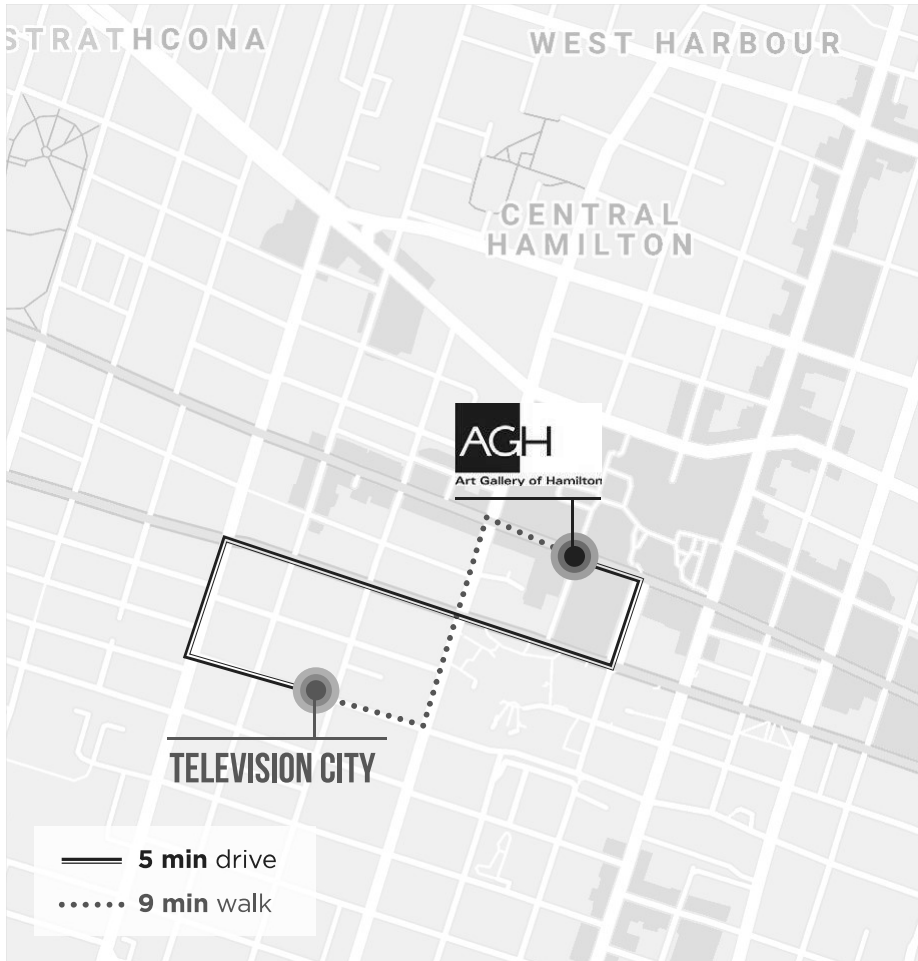 STRATHCONA
WEST HARBOUR
CENTRAL
HAMILTON
AGH
Art Gallery of Hamilton
TELEVISION CITY
5 min drive
9 min walk